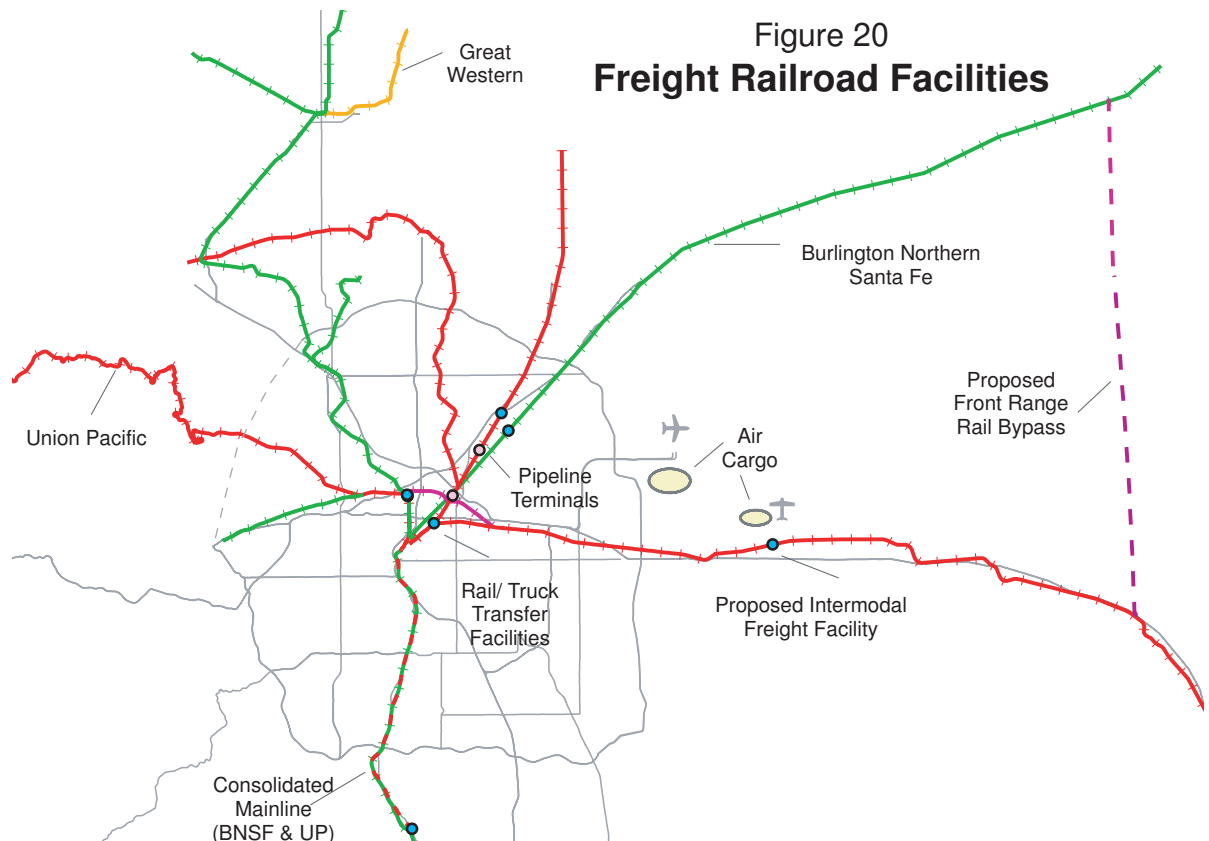 Figure 20
Freight Railroad Facilities
Great
Western
Burlington Northern
Santa Fe
Proposed
Front Range
Rail Bypass
Union Pacific
Air
Cargo
Pipeline
Terminals
Rail/ Truck
Transfer
Facilities
Proposed Intermodal
Freight Facility
Consolidated
Mainline
(BNSF & UP)